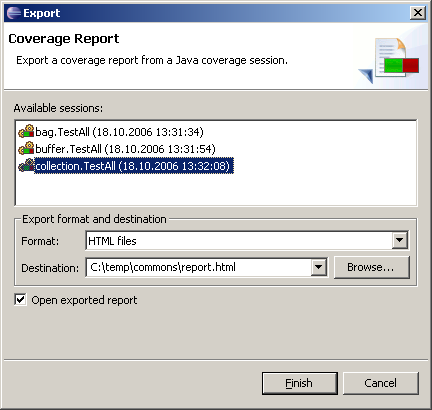 Export
Coverage Report
Export a coverage report from a Java coverage session.
Available sessions:
bag.TestAll (18.10.2006 13:31:34)
buffer.TestAll (18.10.2006 13:31:54)
collection.TestAll (18.10.2006 13:32:08)
Export format and destination
Format: HTML files
Destination: C:\temp\commons\report.html Browse...
Open exported report
Finish Cancel